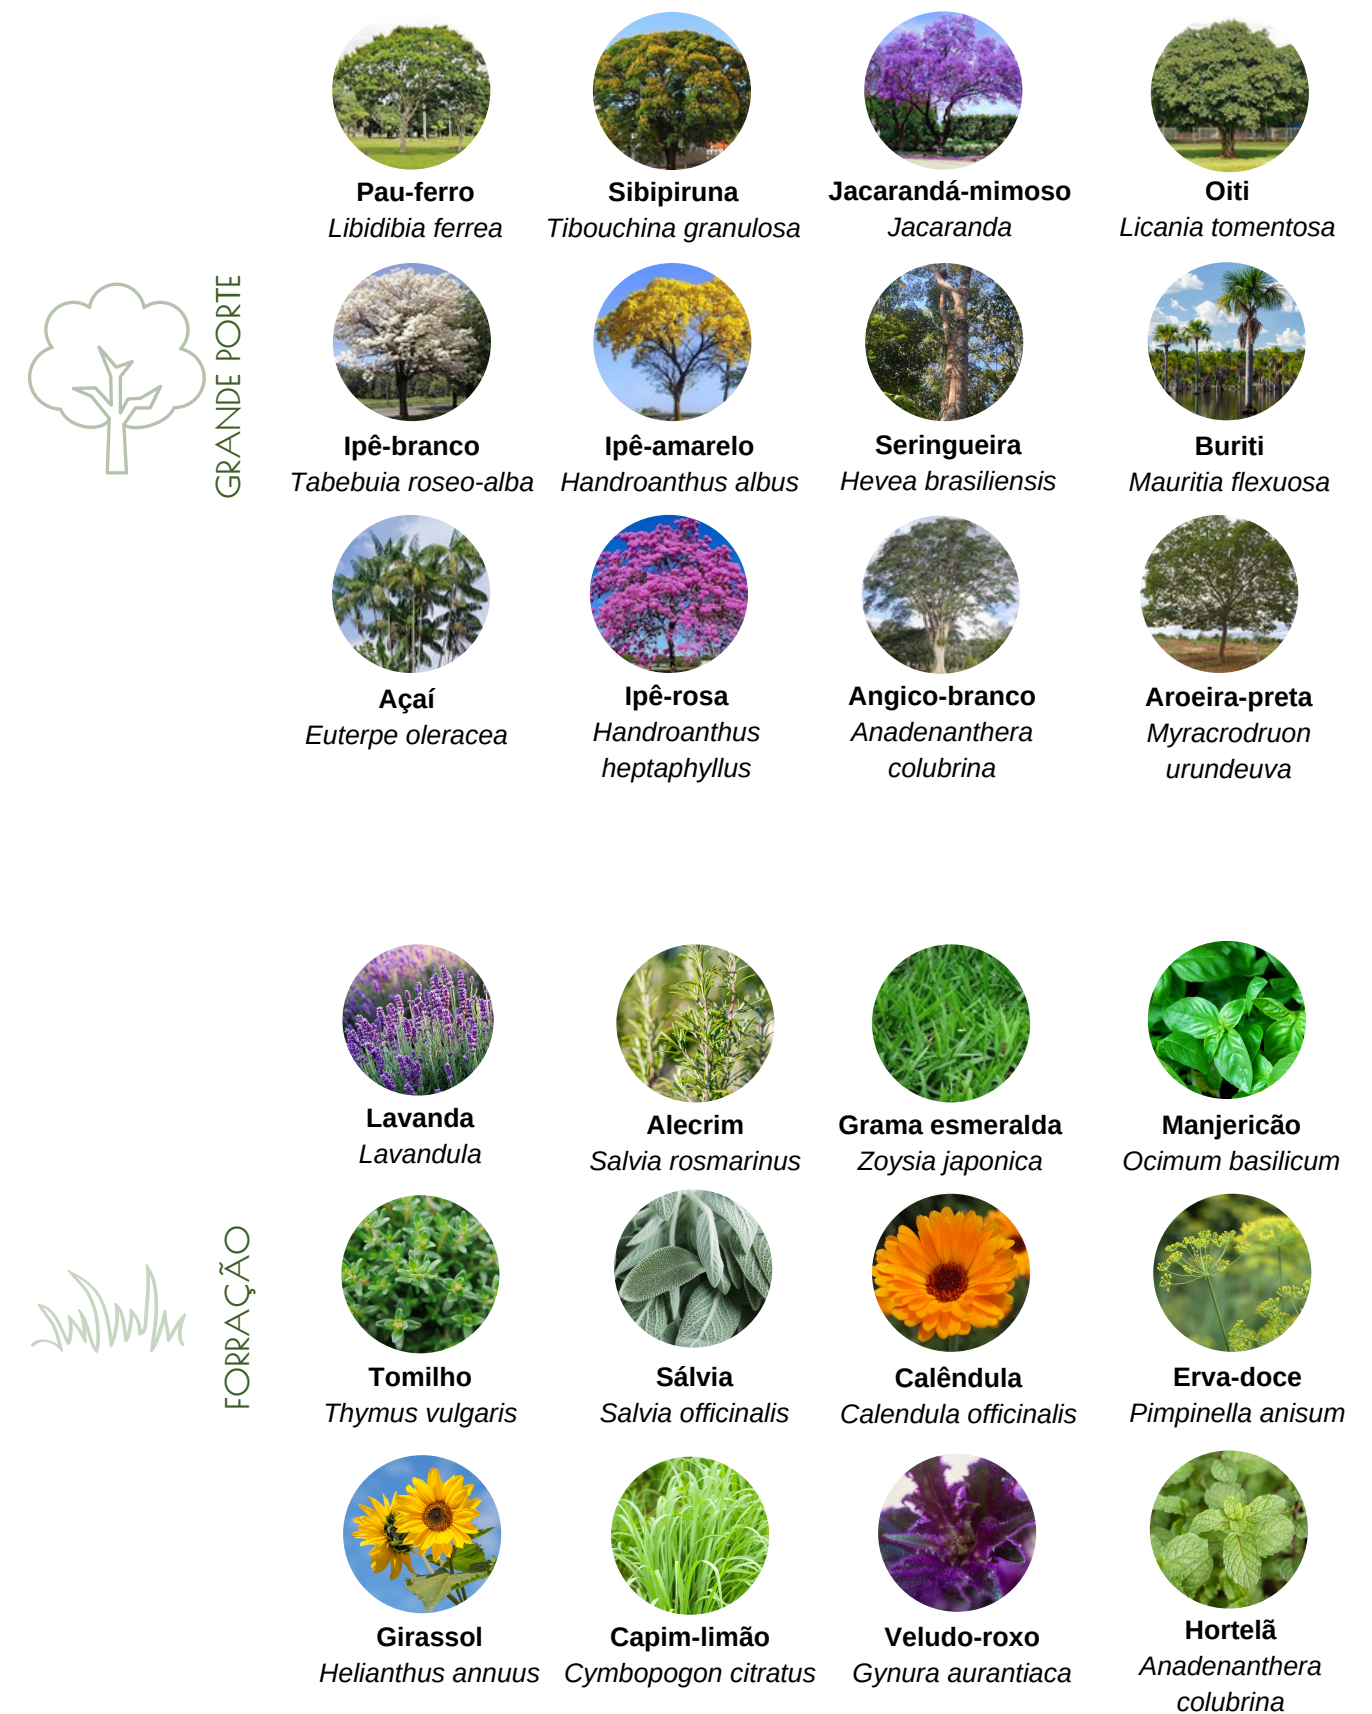 GRANDE PORTE
Pau-ferro
Libidibia ferrea
Sibipiruna
Tibouchina granulosa
Jacarandá-mimoso
Jacaranda
Oiti
Licania tomentosa
Ipê-branco
Tabebuia roseo-alba
Ipê-amarelo
Handroanthus albus
Seringueira
Hevea brasiliensis
Buriti
Mauritia flexuosa
Açaí
Euterpe oleracea
Ipê-rosa
Handroanthus
heptaphyllus
Angico-branco
Anadenanthera
colubrina
Aroeira-preta
Myracrodruon
urundeuva
FORRAÇÃO
Lavanda
Lavandula
Alecrim
Salvia rosmarinus
Grama esmeralda
Zoysia japonica
Manjericão
Ocimum basilicum
Tomilho
Thymus vulgaris
Sálvia
Salvia officinalis
Calêndula
Calendula officinalis
Erva-doce
Pimpinella anisum
Girassol
Helianthus annuus
Capim-limão
Cymbopogon citratus
Veludo-roxo
Gynura aurantiaca
Hortelã
Anadenanthera
colubrina